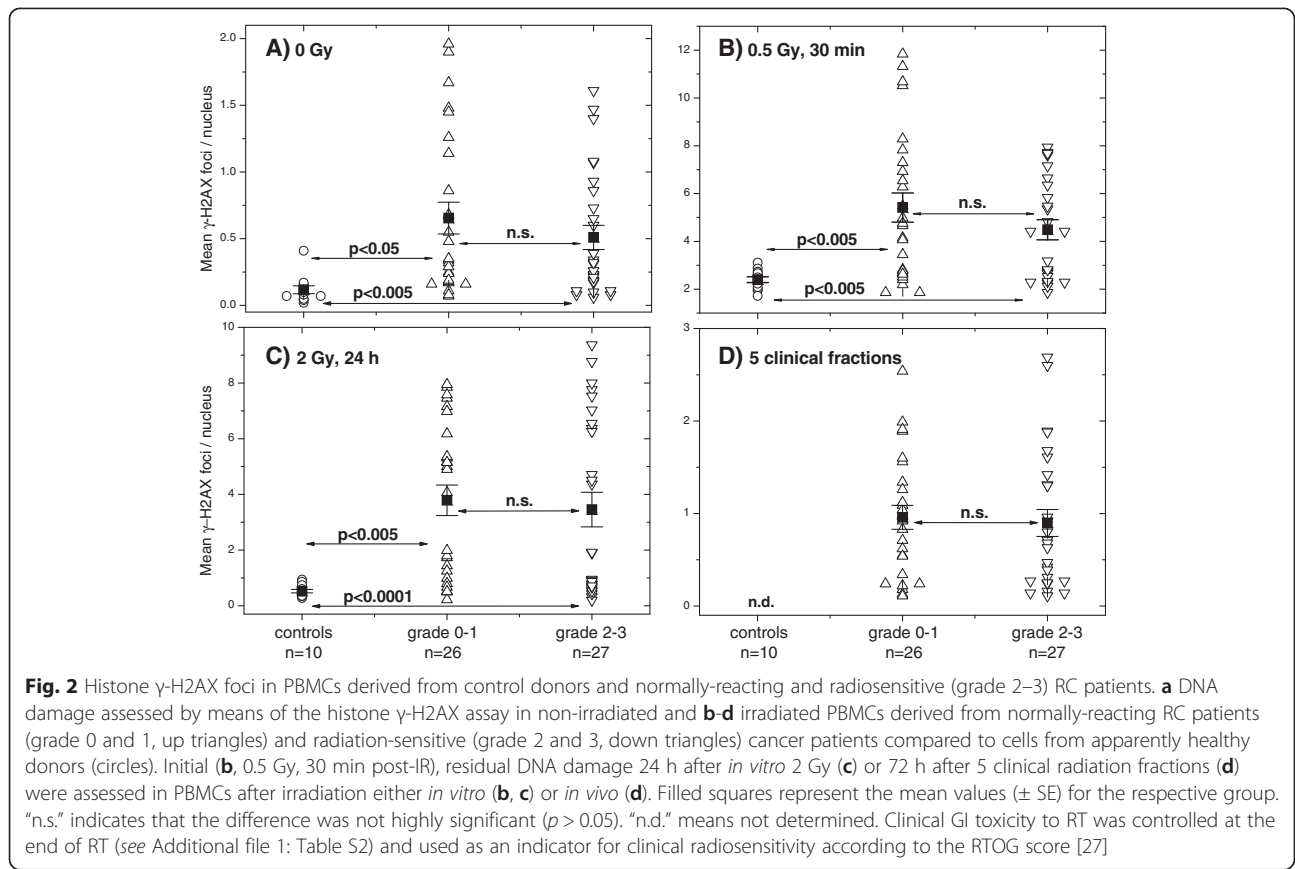 A) 0 Gy
2.0
1.5
1.0
0.5
0.0
Mean γ-H2AX foci / nucleus
p<0.05
n.s.
p<0.005
B) 0.5 Gy, 30 min
12
10
8
6
4
2
p<0.005
n.s.
p<0.005
C) 2 Gy, 24 h
10
8
6
4
2
0
Mean γ–H2AX foci / nucleus
p<0.005
n.s.
p<0.0001
controls
n=10
grade 0-1
n=26
grade 2-3
n=27
D) 5 clinical fractions
3
2
1
0
n.s.
n.d.
controls
n=10
grade 0-1
n=26
grade 2-3
n=27
Fig. 2 Histone γ-H2AX foci in PBMCs derived from control donors and normally-reacting and radiosensitive (grade 2–3) RC patients. a DNA
damage assessed by means of the histone γ-H2AX assay in non-irradiated and b-d irradiated PBMCs derived from normally-reacting RC patients
(grade 0 and 1, up triangles) and radiation-sensitive (grade 2 and 3, down triangles) cancer patients compared to cells from apparently healthy
donors (circles). Initial (b, 0.5 Gy, 30 min post-IR), residual DNA damage 24 h after in vitro 2 Gy (c) or 72 h after 5 clinical radiation fractions (d)
were assessed in PBMCs after irradiation either in vitro (b, c) or in vivo (d). Filled squares represent the mean values (± SE) for the respective group.
“n.s.” indicates that the difference was not highly significant (p > 0.05). “n.d.” means not determined. Clinical GI toxicity to RT was controlled at the
end of RT (see Additional file 1: Table S2) and used as an indicator for clinical radiosensitivity according to the RTOG score [27]